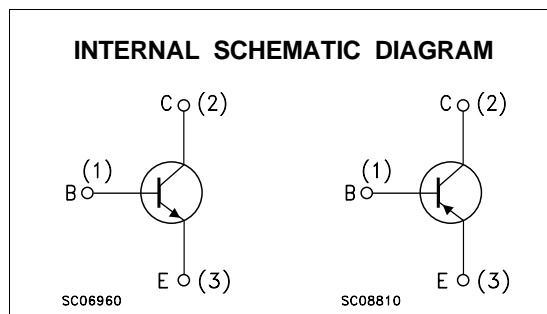 INTERNAL SCHEMATIC DIAGRAM
C (2)
(1)
B
E (3)
SC06960
C (2)
(1)
B
E (3)
SC08810